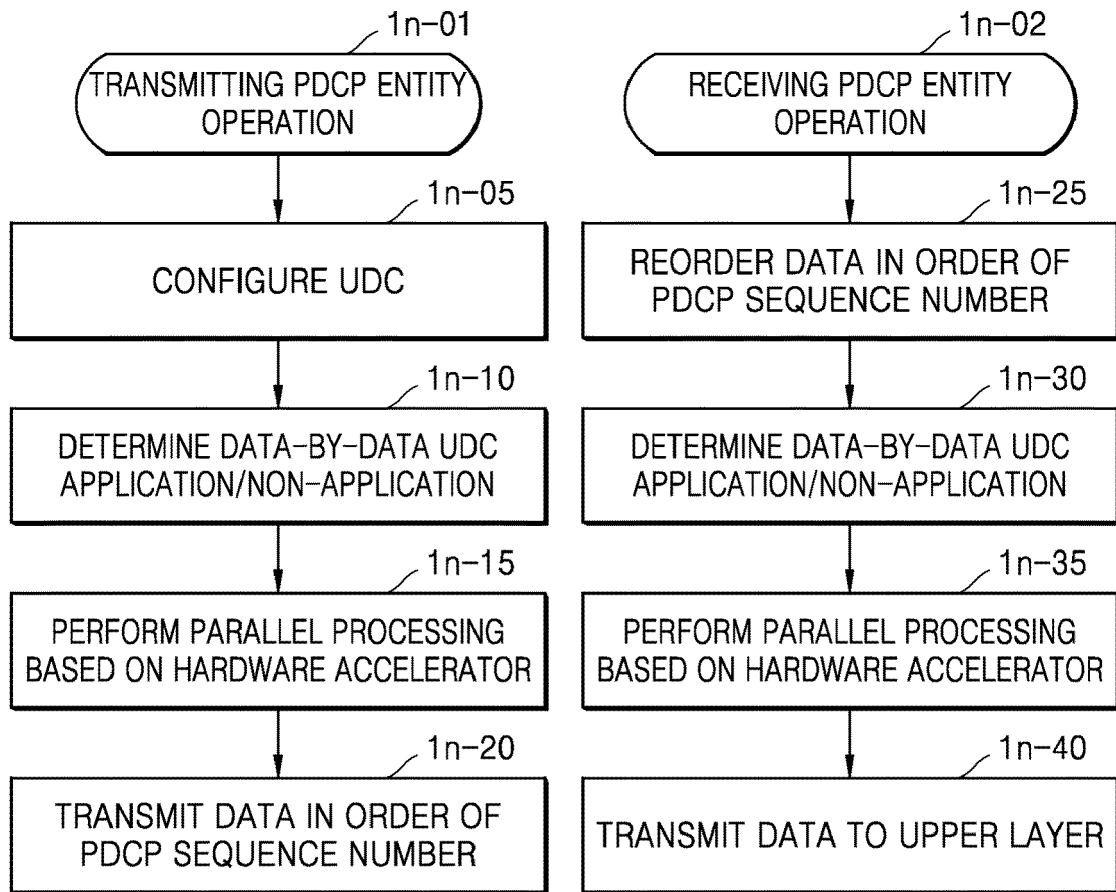 1n-01
TRANSMITTING PDCP ENTITY
OPERATION
1n-05
CONFIGURE UDC
1n-10
DETERMINE DATA-BY-DATA UDC
APPLICATION/NON-APPLICATION
1n-15
PERFORM PARALLEL PROCESSING
BASED ON HARDWARE ACCELERATOR
1n-20
TRANSMIT DATA IN ORDER OF
PDCP SEQUENCE NUMBER
1n-02
RECEIVING PDCP ENTITY
OPERATION
1n-25
REORDER DATA IN ORDER OF
PDCP SEQUENCE NUMBER
1n-30
DETERMINE DATA-BY-DATA UDC
APPLICATION/NON-APPLICATION
1n-35
PERFORM PARALLEL PROCESSING
BASED ON HARDWARE ACCELERATOR
1n-40
TRANSMIT DATA TO UPPER LAYER